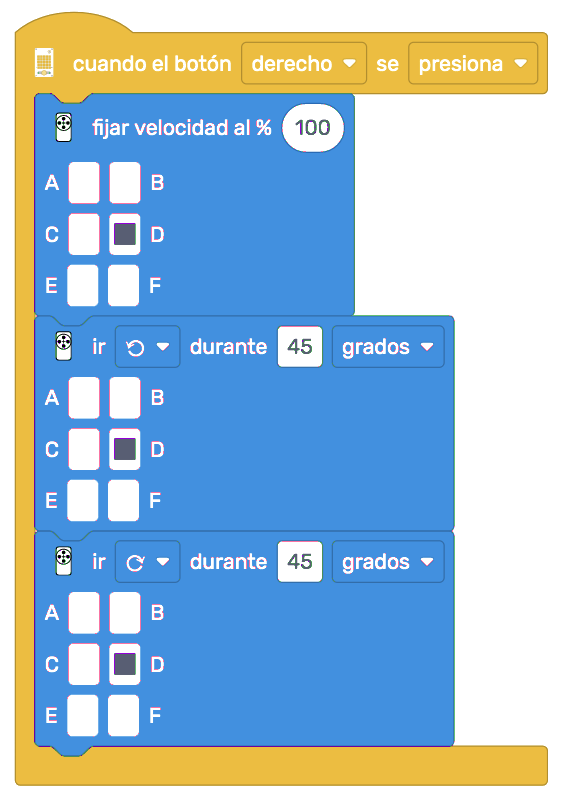 cuando el botón derecho se presiona
fijar velocidad al % 100
A B
C D
E F
ir durante 45 grados
A B
C D
E F
ir durante 45 grados
A B
C D
E F